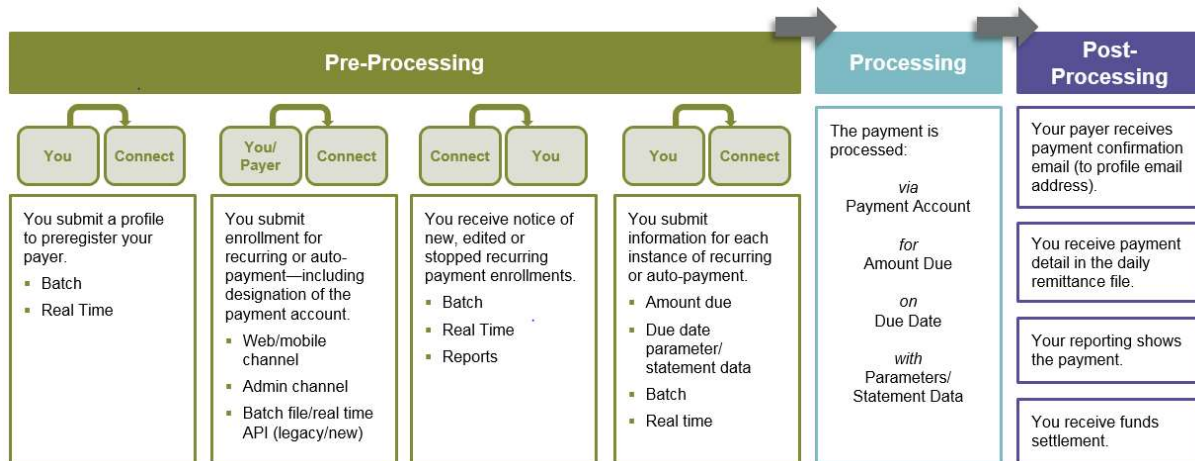 Pre-Processing
Processing
Post-
Processing
You
Connect
You/
Payer
Connect
Connect
You
You
Connect
You submit a profile
to preregister your
payer.
▪ Batch
▪ Real Time
You submit
enrollment for
recurring or auto-
payment—including
designation of the
payment account.
▪ Web/mobile
channel
▪ Admin channel
▪ Batch file/real time
API (legacy/new)
You receive notice of
new, edited or
stopped recurring
payment enrollments.
▪ Batch
▪ Real Time
▪ Reports
You submit
information for each
instance of recurring
or auto-payment.
▪ Amount due
▪ Due date
parameter/
statement data
▪ Batch
▪ Real time
The payment is
processed:
via
Payment Account
for
Amount Due
on
Due Date
with
Parameters/
Statement Data
Your payer receives
payment confirmation
email (to profile email
address).
You receive payment
detail in the daily
remittance file.
Your reporting shows
the payment.
You receive funds
settlement.